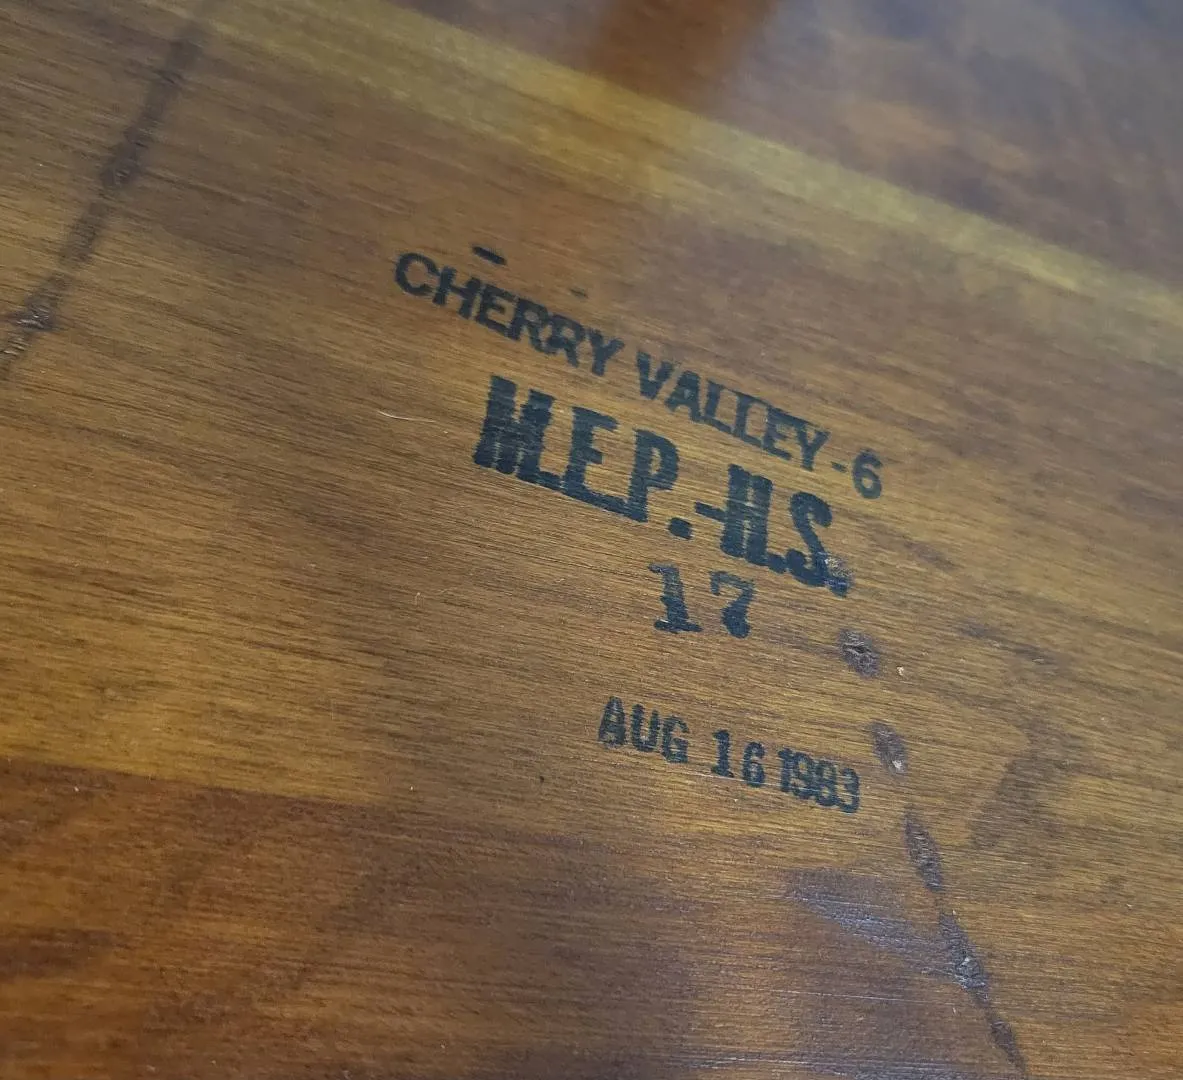 CHERRY VALLEY-6
M.E.P.-H.S.
17
AUG 16 1983